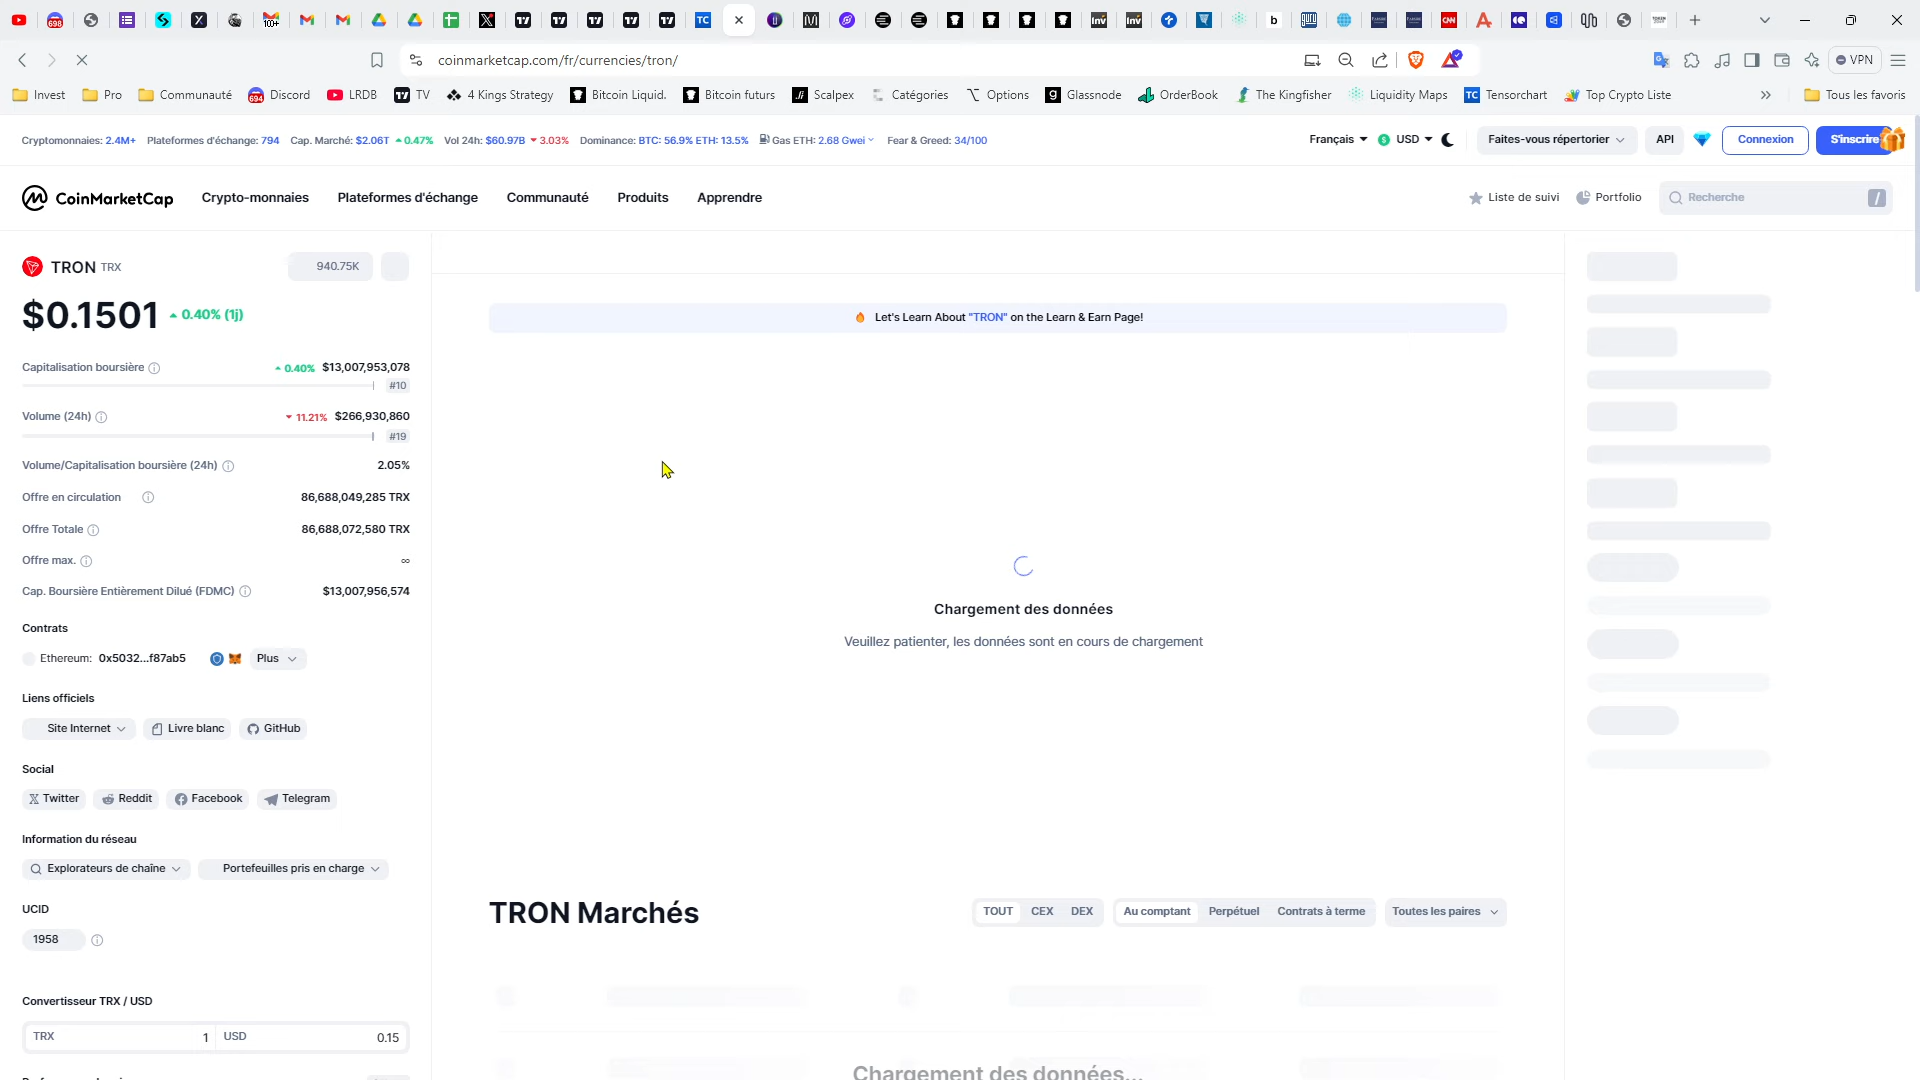 coinmarketcap.com/fr/currencies/tron/
VPN
Invest Pro Communauté Discord LRDB TV 4 Kings Strategy Bitcoin Liquid. Bitcoin futurs Scalpex Catégories Options Glassnode OrderBook The Kingfisher Liquidity Maps Tensorchart Top Crypto Liste Tous les favoris
Cryptomonnaies: 2.4M+ Plateformes d'échange: 794 Cap. Marché: $2.06T 0.47% Vol 24h: $60.97B 3.03% Dominance: BTC: 56.9% ETH: 13.5% Gas ETH: 2.68 Gwei Fear & Greed: 34/100
Français USD Faites-vous répertorier API Connexion S'inscrire
CoinMarketCap Crypto-monnaies Plateformes d'échange Communauté Produits Apprendre Liste de suivi Portfolio Recherche /
TRON TRX 940.75K
$0.1501 0.40% (1j)
Let's Learn About "TRON" on the Learn & Earn Page!
Capitalisation boursière 0.40% $13,007,953,078
#10
Volume (24h) 11.21% $266,930,860
#19
Volume/Capitalisation boursière (24h) 2.05%
Offre en circulation 86,688,049,285 TRX
Offre Totale 86,688,072,580 TRX
Offre max. ∞
Cap. Boursière Entièrement Dilué (FDMC) $13,007,956,574
Contrats
Ethereum: 0x5032...f87ab5 Plus
Liens officiels
Site Internet Livre blanc GitHub
Social
Twitter Reddit Facebook Telegram
Information du réseau
Explorateurs de chaîne Portefeuilles pris en charge
UCID
1958
Convertisseur TRX / USD
TRX 1 USD 0.15
Chargement des données
Veuillez patienter, les données sont en cours de chargement
TRON Marchés
TOUT CEX DEX Au comptant Perpétuel Contrats à terme Toutes les paires
Chargement des données...